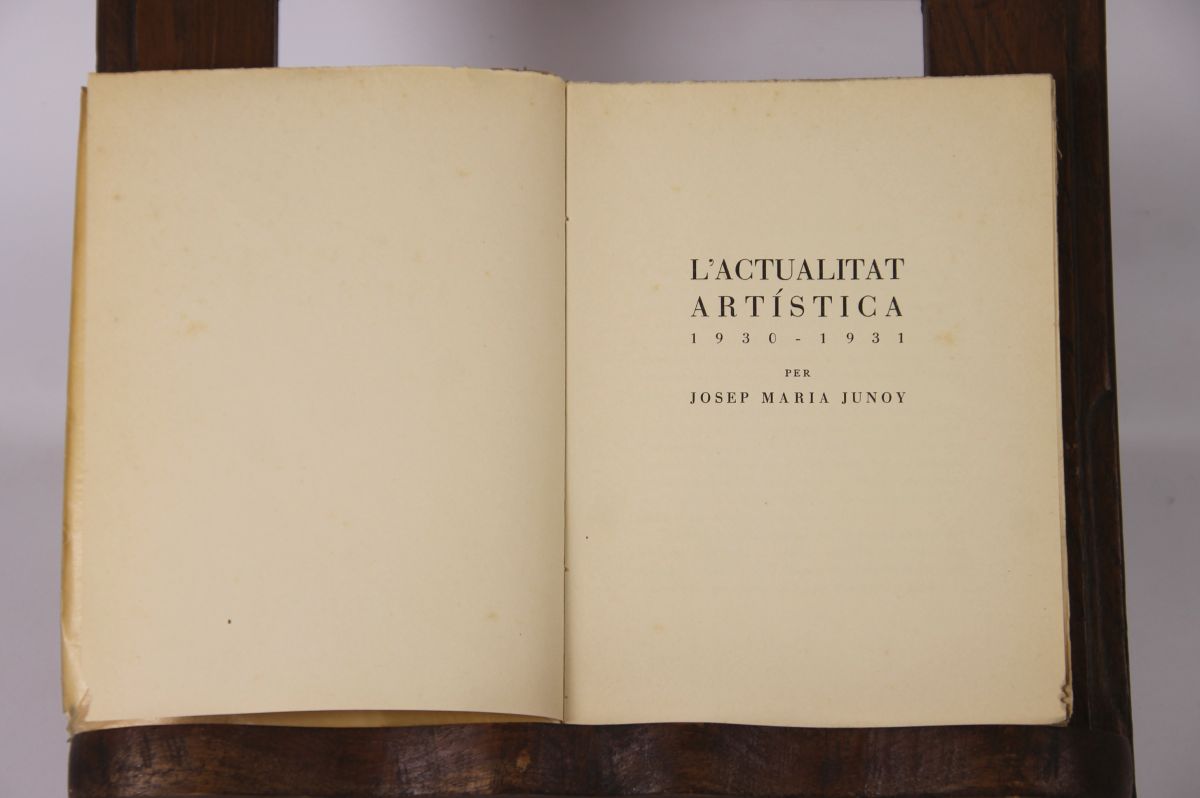 L'ACTUALITAT
ARTÍSTICA
1930-1931
PER
JOSEP MARIA JUNOY